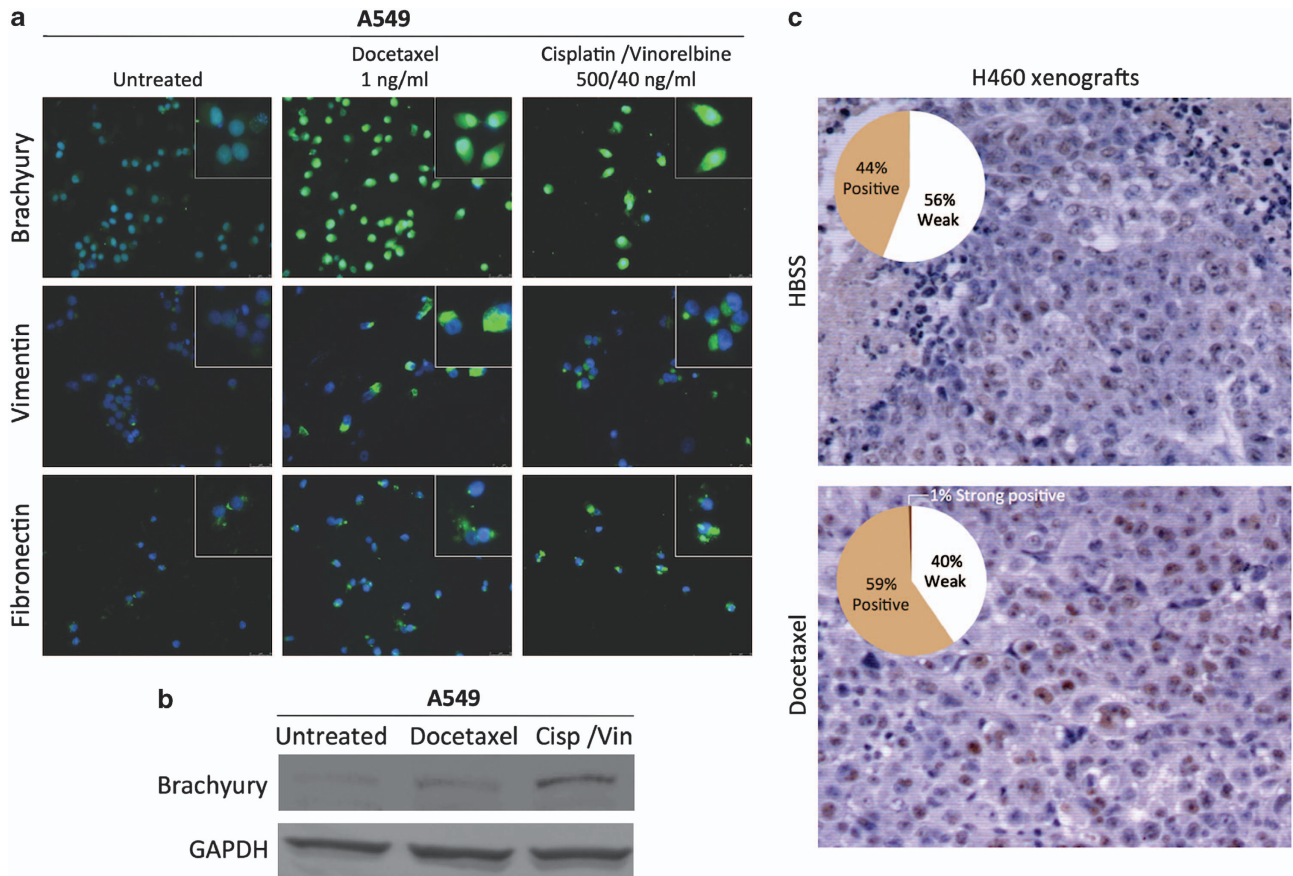 a
A549
Untreated
Docetaxel
1 ng/ml
Cisplatin /Vinorelbine
500/40 ng/ml
Brachyury
Vimentin
Fibronectin
b
A549
Untreated
Docetaxel
Cisp /Vin
Brachyury
GAPDH
c
H460 xenografts
HBSS
44%
Positive
56%
Weak
Docetaxel
1% Strong positive
59%
Positive
40%
Weak